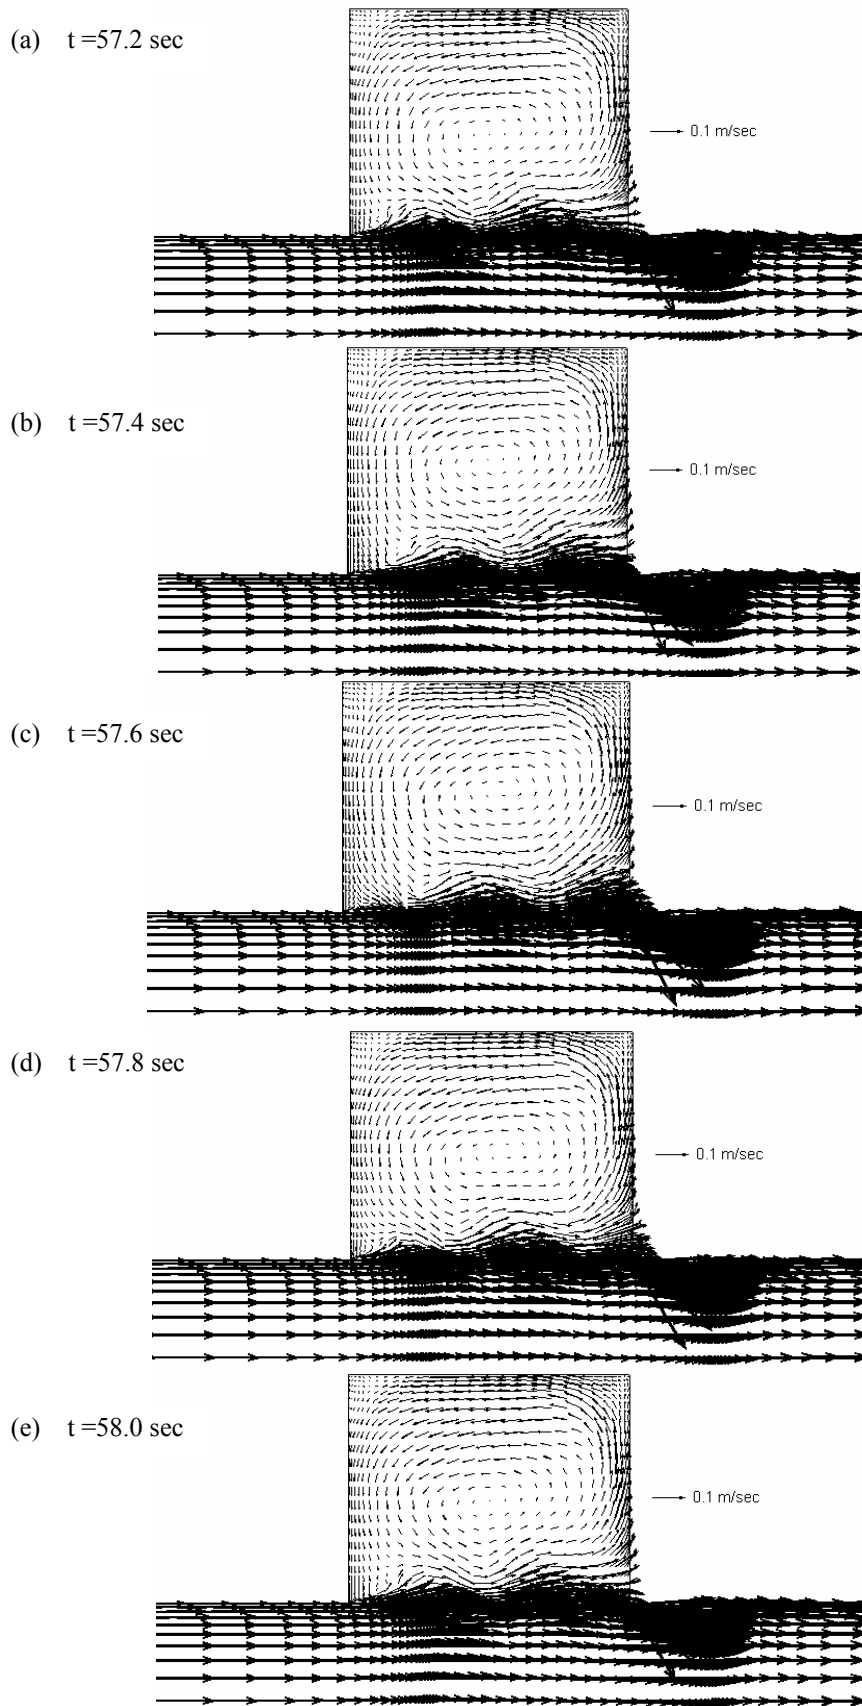 (a) t =57.2 sec
0.1 m/sec
(b) t =57.4 sec
0.1 m/sec
(c) t =57.6 sec
0.1 m/sec
(d) t =57.8 sec
0.1 m/sec
(e) t =58.0 sec
0.1 m/sec